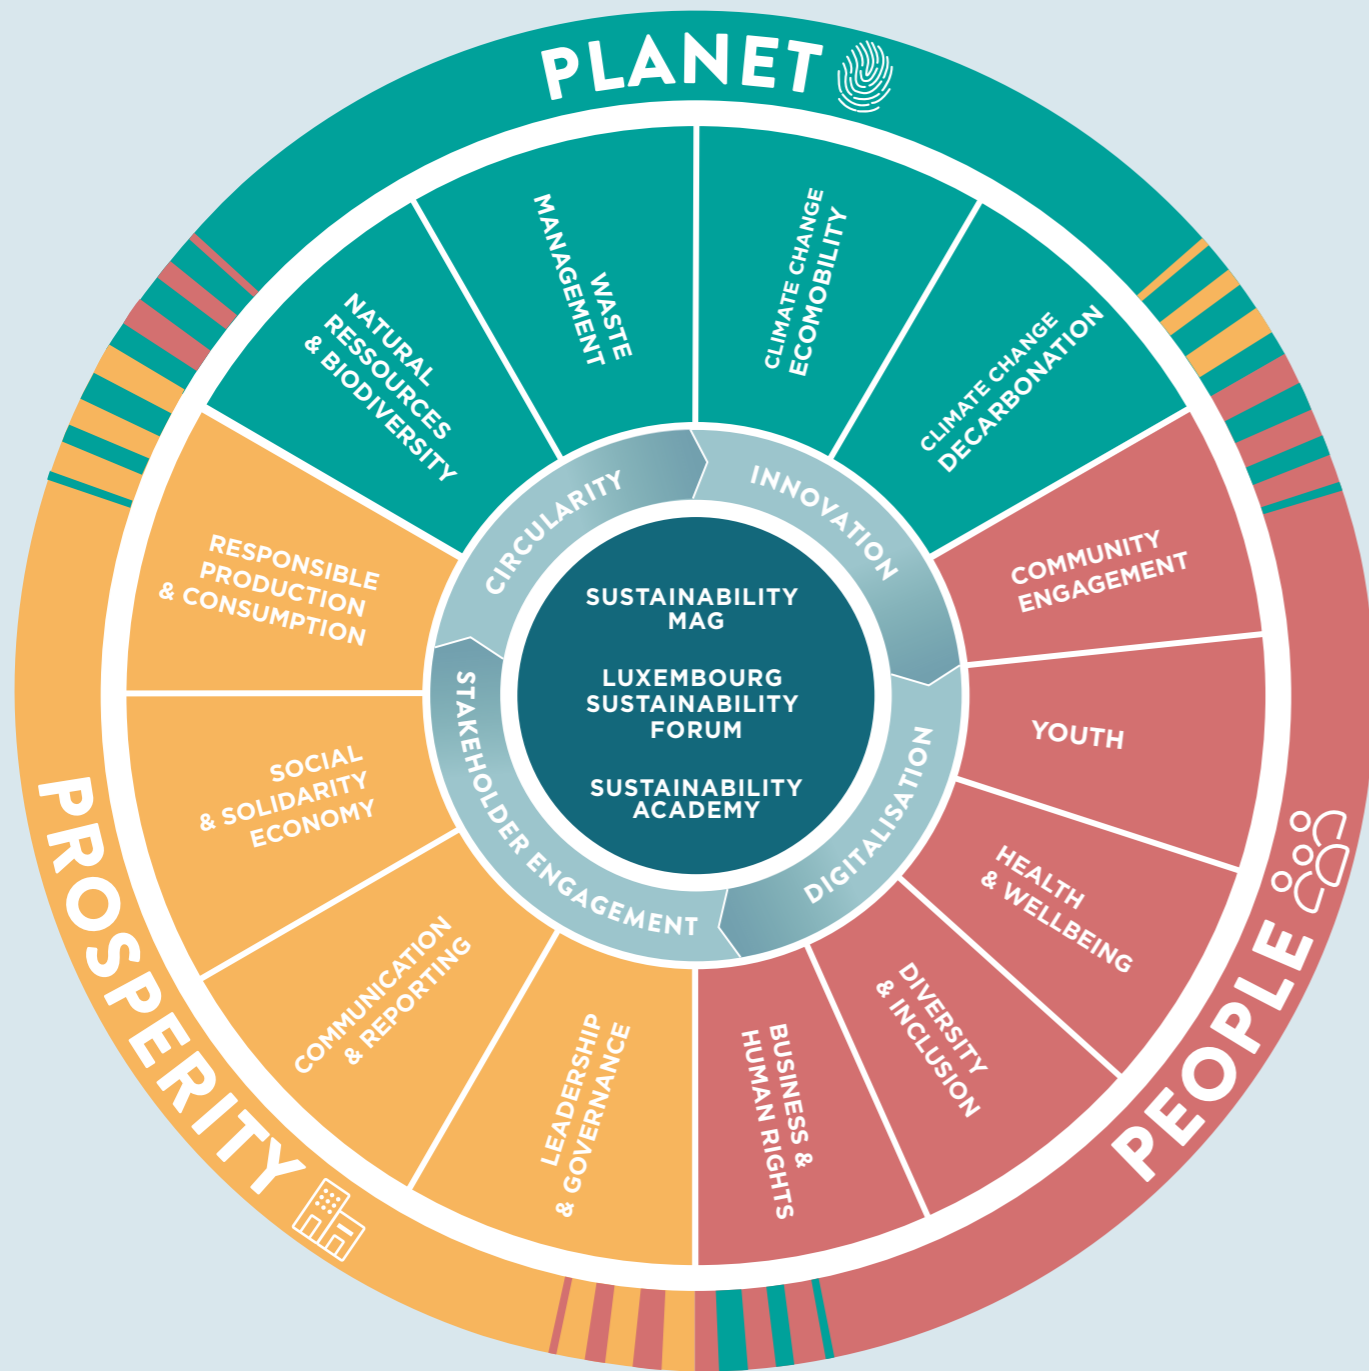 PLANET
NATURAL
RESSOURCES
& BIODIVERSITY
WASTE
MANAGEMENT
CLIMATE CHANGE
ECOMOBILITY
CLIMATE CHANGE
DECARBONATION
COMMUNITY
ENGAGEMENT
YOUTH
HEALTH
& WELLBEING
DIVERSITY
& INCLUSION
BUSINESS &
HUMAN RIGHTS
PEOPLE
LEADERSHIP
& GOVERNANCE
COMMUNICATION
& REPORTING
SOCIAL
& SOLIDARITY
ECONOMY
RESPONSIBLE
PRODUCTION
& CONSUMPTION
PROSPERITY
CIRCULARITY
INNOVATION
DIGITALISATION
STAKEHOLDER ENGAGEMENT
SUSTAINABILITY
MAG
LUXEMBOURG
SUSTAINABILITY
FORUM
SUSTAINABILITY
ACADEMY